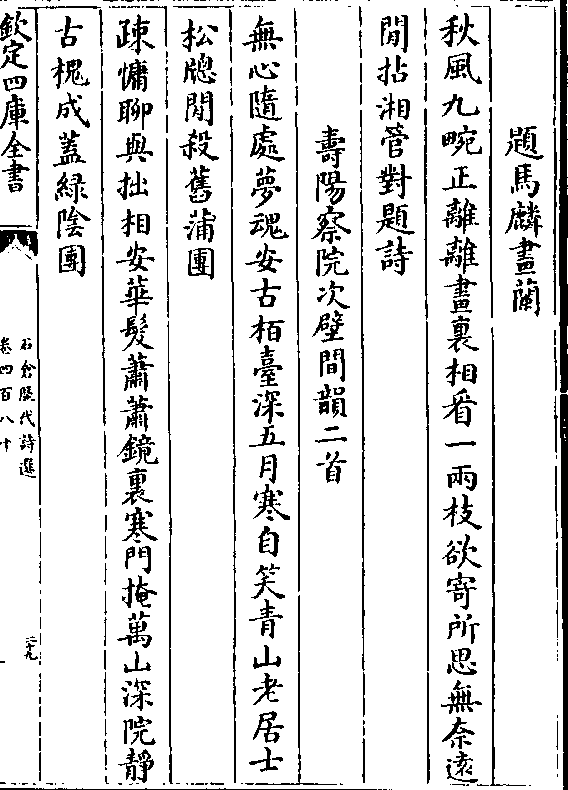 題馬麟畫蘭
秋風九畹正離離畫裏相看一兩枝欲寄所思無奈遠
閒拈湘管對題詩
壽陽察院次壁間韻二首
無心隨處夢魂安古栢臺深五月寒自笑青山老居士
松牕閒殺舊蒲團
疎慵聊與拙相安華髮蕭蕭鏡裏寒門掩萬山深院靜
古槐成蓋綠陰團
欽定四庫全書
石倉歷代詩選
卷四百八十
二十九